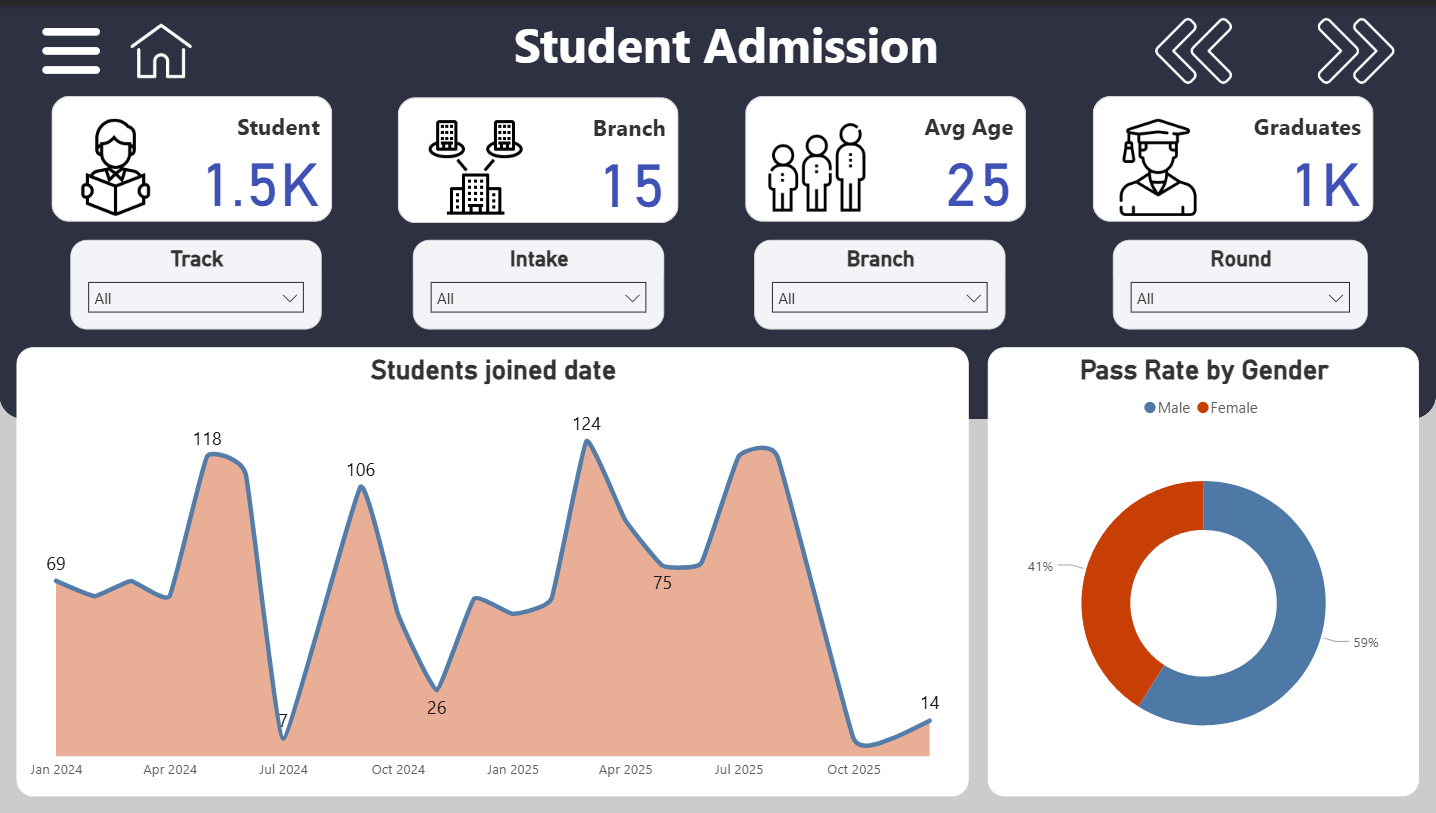 Student Admission
Student
1.5K
Branch
15
Avg Age
25
Graduates
1K
Track
All
Intake
All
Branch
All
Round
All
Students joined date
69
118
7
106
26
124
75
14
Jan 2024
Apr 2024
Jul 2024
Oct 2024
Jan 2025
Apr 2025
Jul 2025
Oct 2025
Pass Rate by Gender
Male
Female
41%
59%